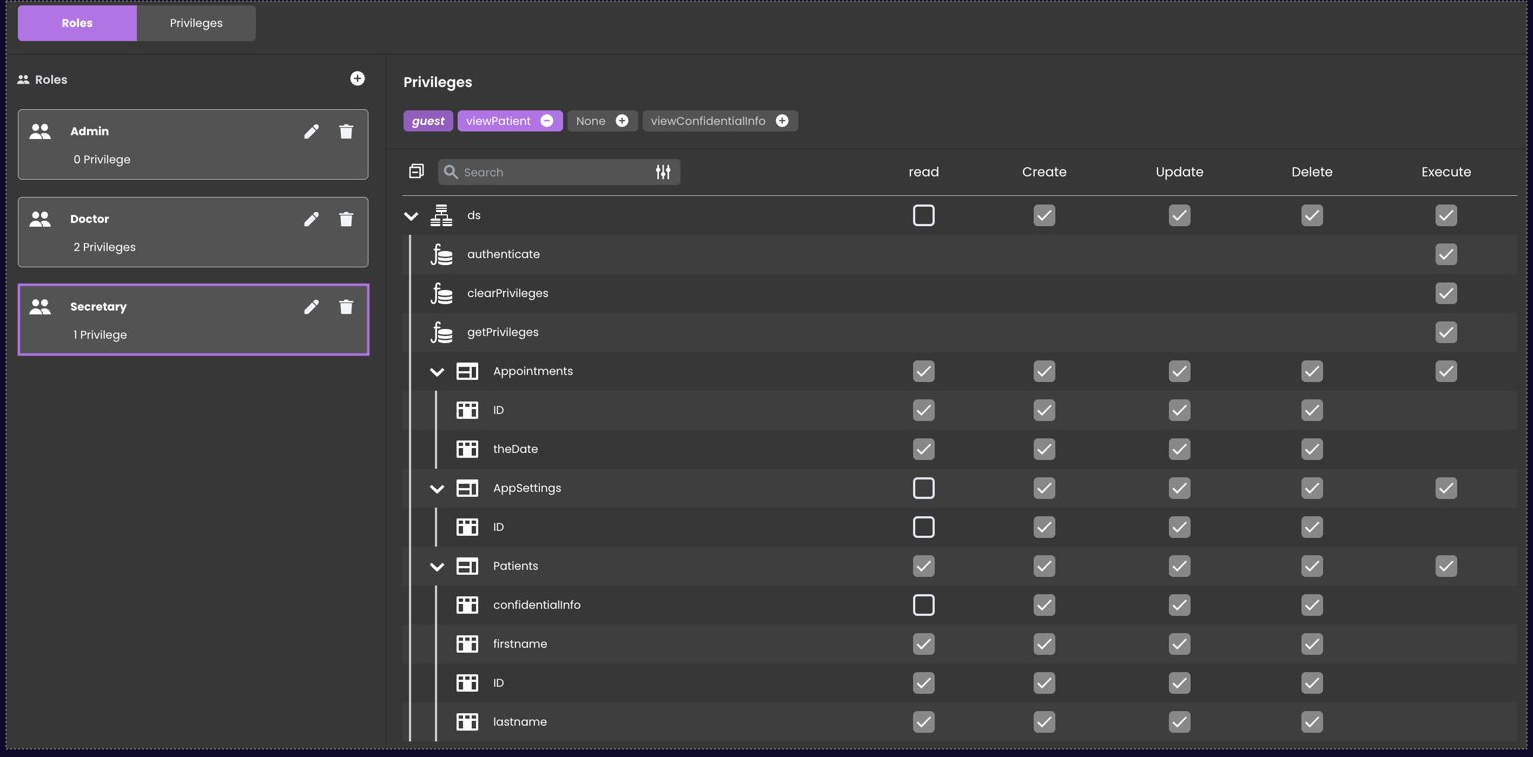 Roles Privileges
Roles
Admin
0 Privilege
Doctor
2 Privileges
Secretary
1 Privilege
Privileges
guest viewPatient None viewConfidentialInfo
Search read Create Update Delete Execute
ds
authenticate
clearPrivileges
getPrivileges
Appointments
ID
theDate
AppSettings
ID
Patients
confidentialInfo
firstname
ID
lastname